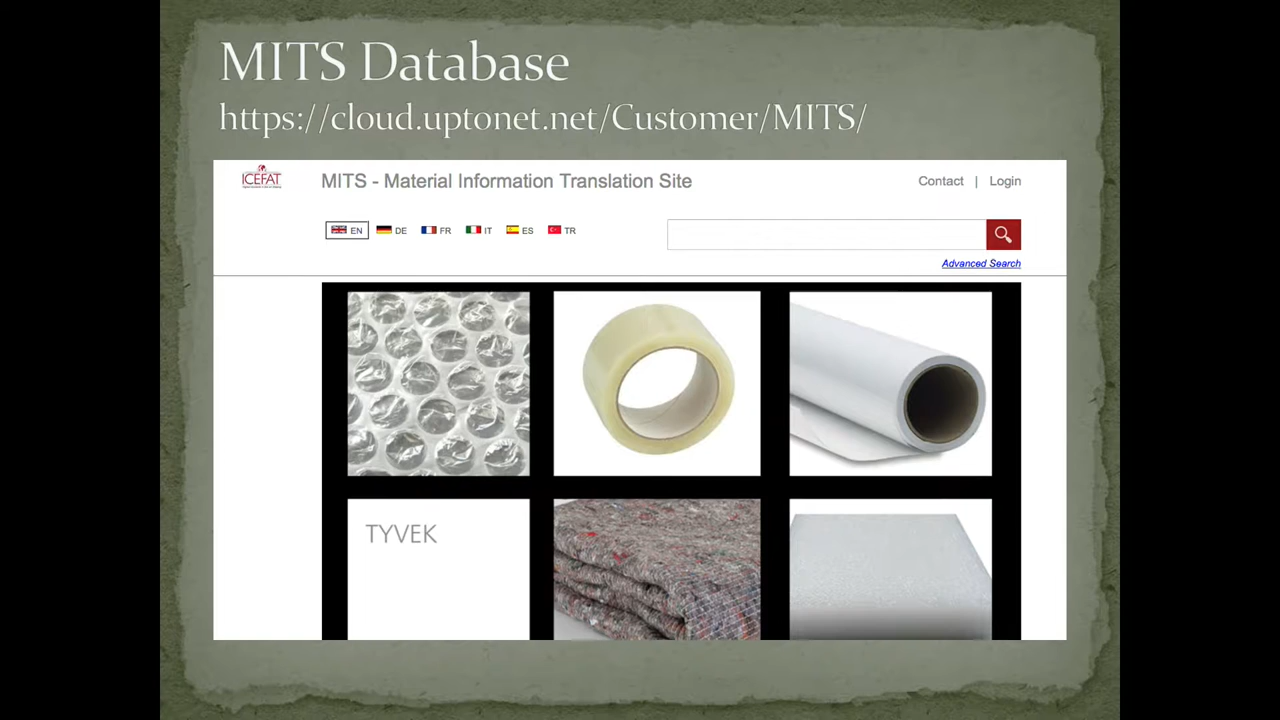 MITS Database
https://cloud.uptonet.net/Customer/MITS/
ICEFAT
MITS - Material Information Translation Site
Contact | Login
EN DE FR IT ES TR
Advanced Search
TYVEK